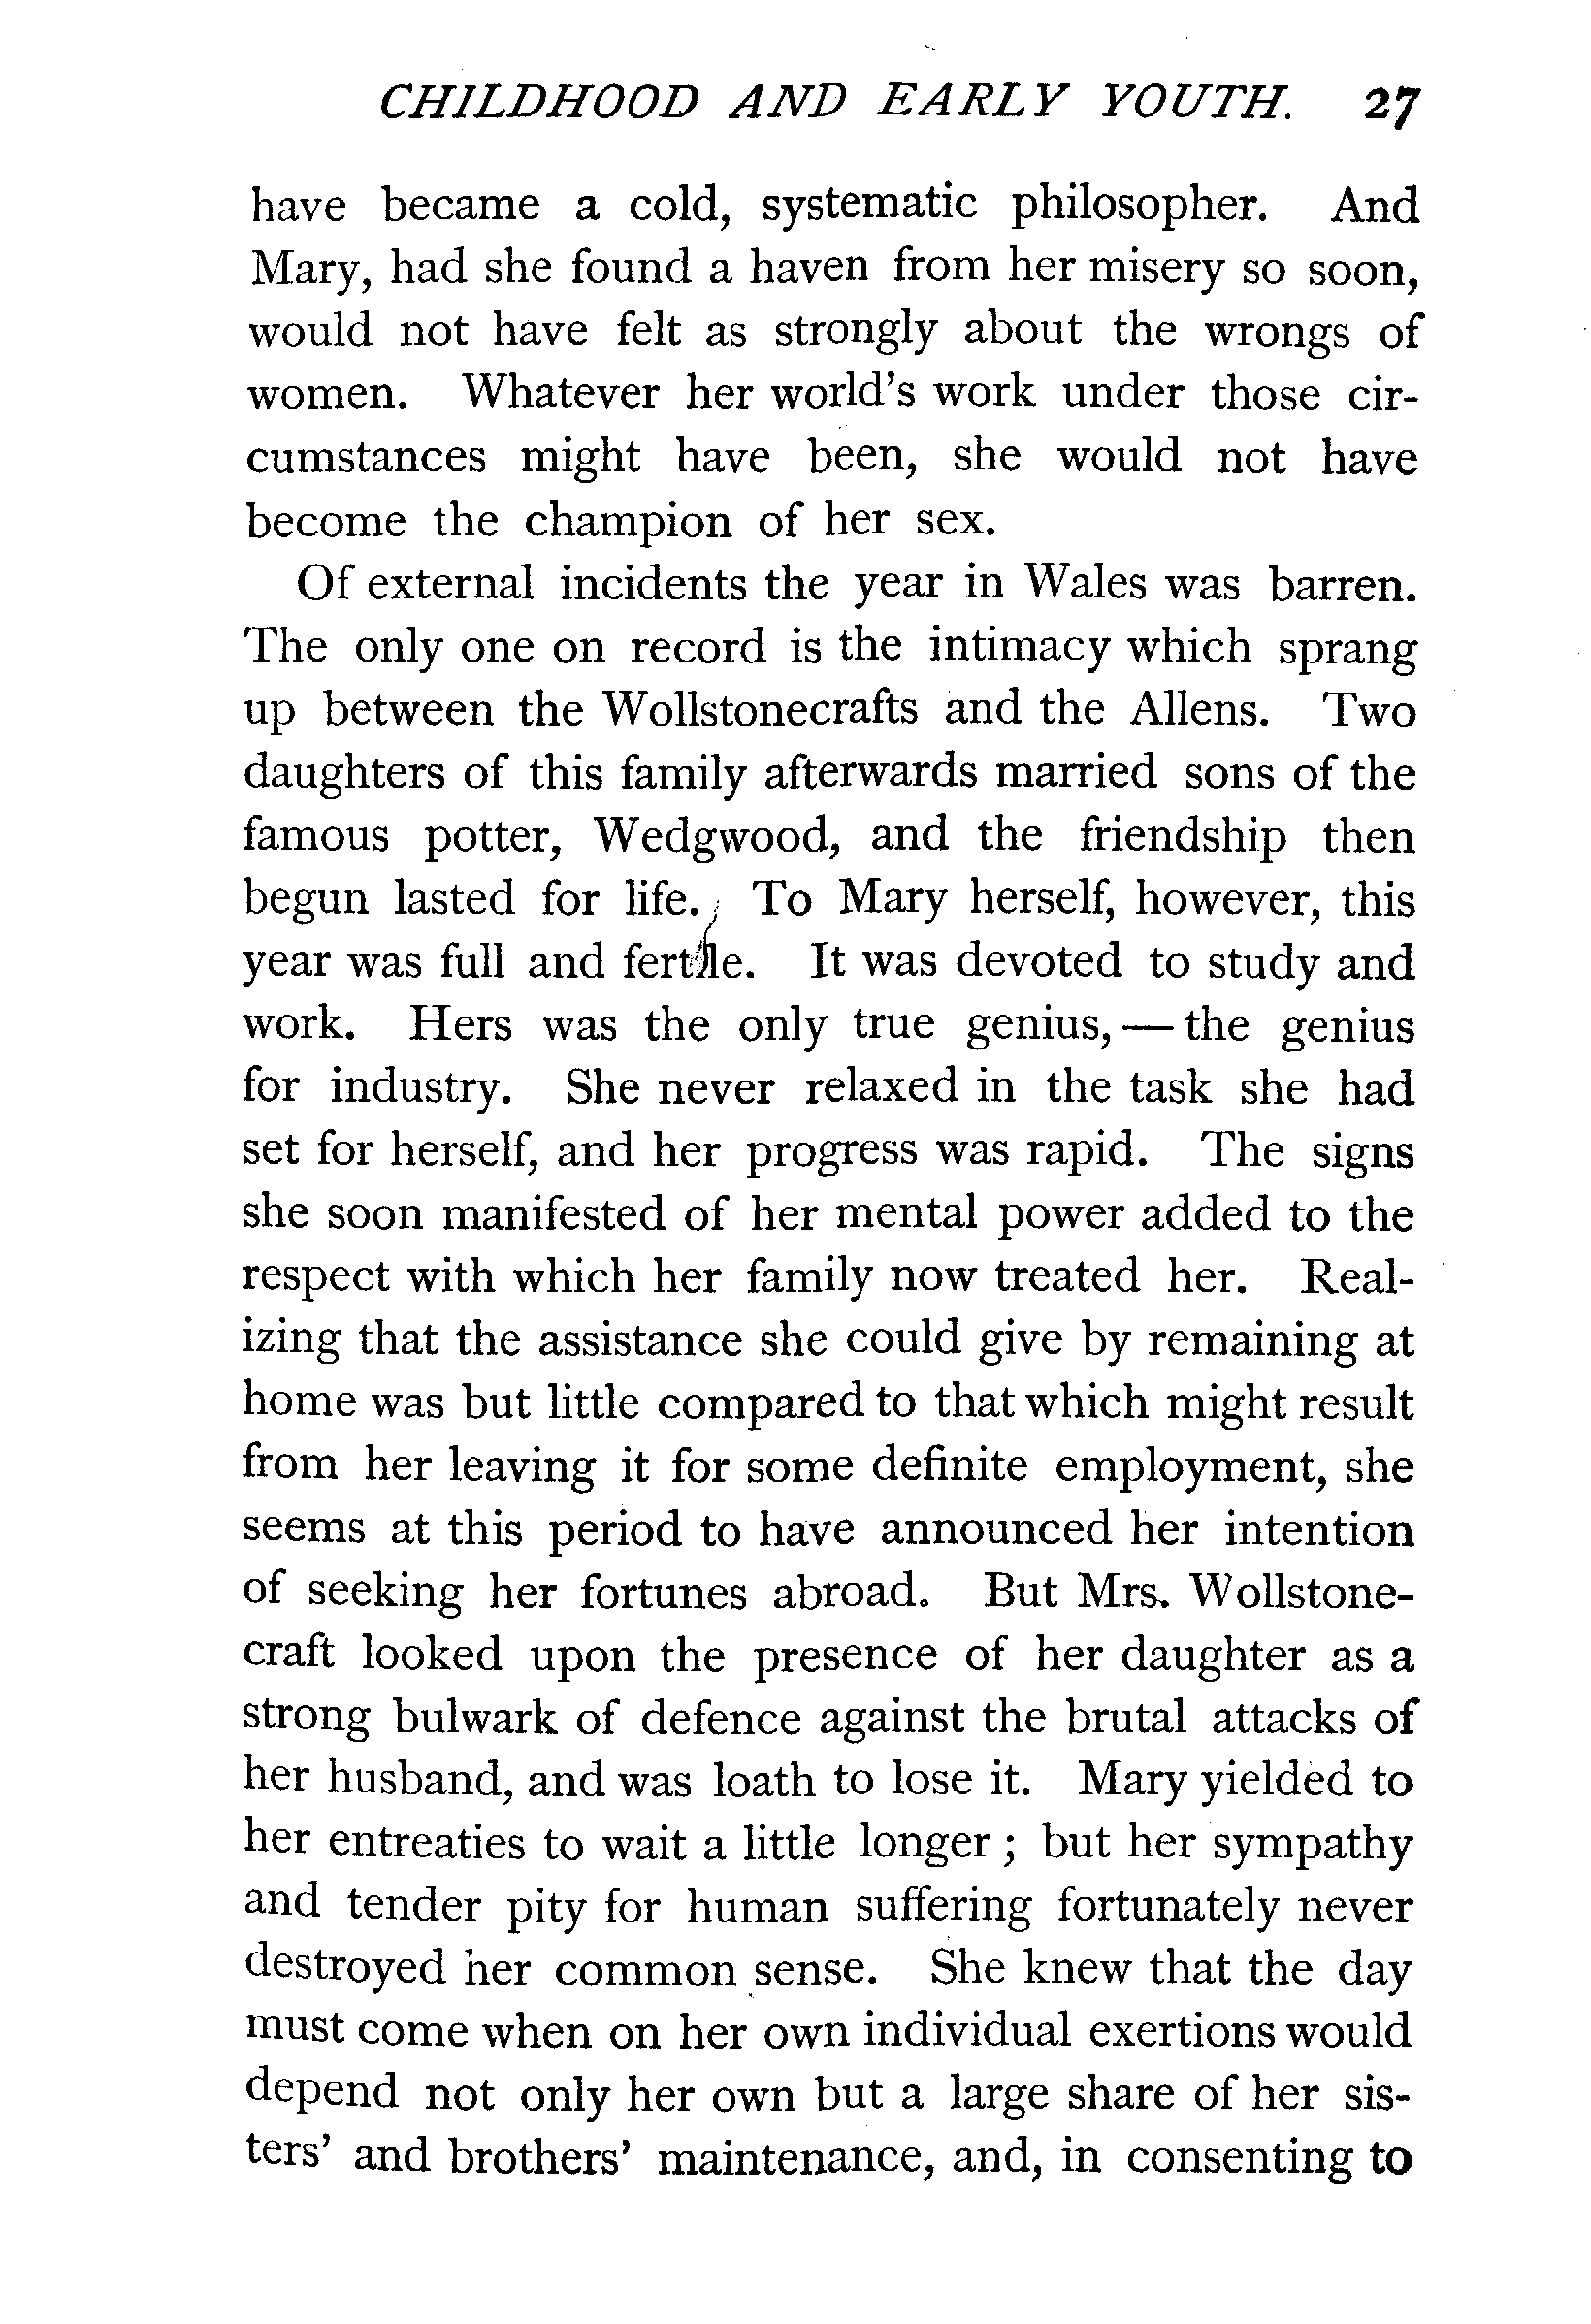 CHILDHOOD AND EARLY YOUTH. 27
have became a cold, systematic philosopher. And
Mary, had she found a haven from her misery so soon,
would not have felt as strongly about the wrongs of
women. Whatever her world's work under those cir-
cumstances might have been, she would not have
become the champion of her sex.
Of external incidents the year in Wales was barren.
The only one on record is the intimacy which sprang
up between the Wollstonecrafts and the Allens. Two
daughters of this family afterwards married sons of the
famous potter, Wedgwood, and the friendship then
begun lasted for life. To Mary herself, however, this
year was full and fertile. It was devoted to study and
work. Hers was the only true genius, — the genius
for industry. She never relaxed in the task she had
set for herself, and her progress was rapid. The signs
she soon manifested of her mental power added to the
respect with which her family now treated her. Real-
izing that the assistance she could give by remaining at
home was but little compared to that which might result
from her leaving it for some definite employment, she
seems at this period to have announced her intention
of seeking her fortunes abroad. But Mrs. Wollstone-
craft looked upon the presence of her daughter as a
strong bulwark of defence against the brutal attacks of
her husband, and was loath to lose it. Mary yielded to
her entreaties to wait a little longer ; but her sympathy
and tender pity for human suffering fortunately never
destroyed her common sense. She knew that the day
must come when on her own individual exertions would
depend not only her own but a large share of her sis-
ters' and brothers' maintenance, and, in consenting to